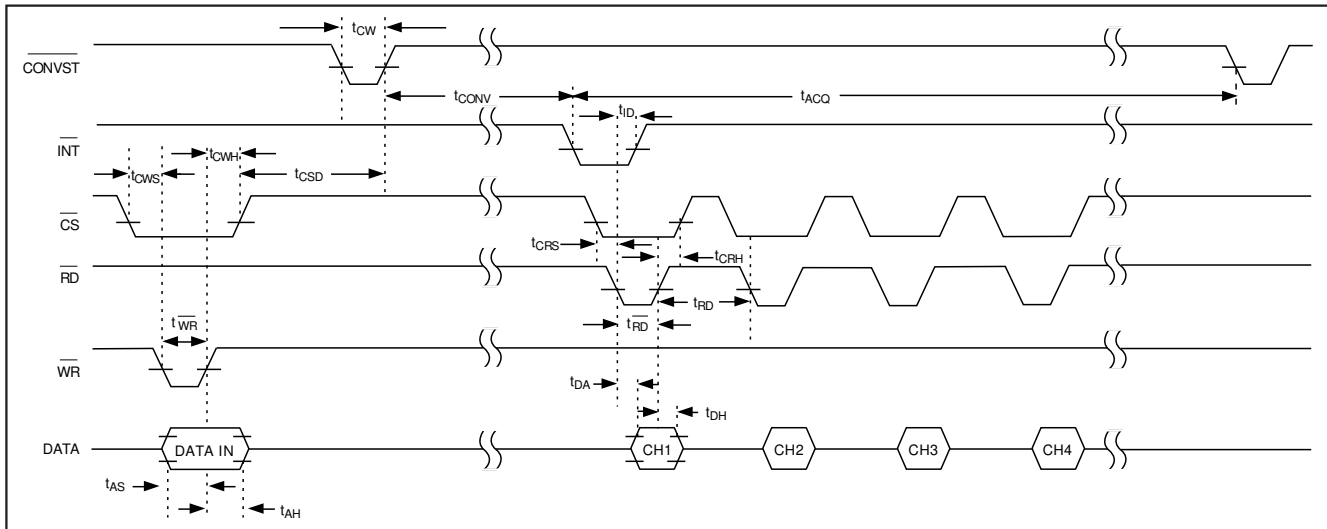 tCW
CONVST
tCONV
tACQ
tID
INT
tCWH
tCWS
tCSD
CS
tCRS
tCRH
RD
tRD
tWR
tRD
WR
tDA
tDH
DATA
DATA IN
CH1
CH2
CH3
CH4
tAS
tAH